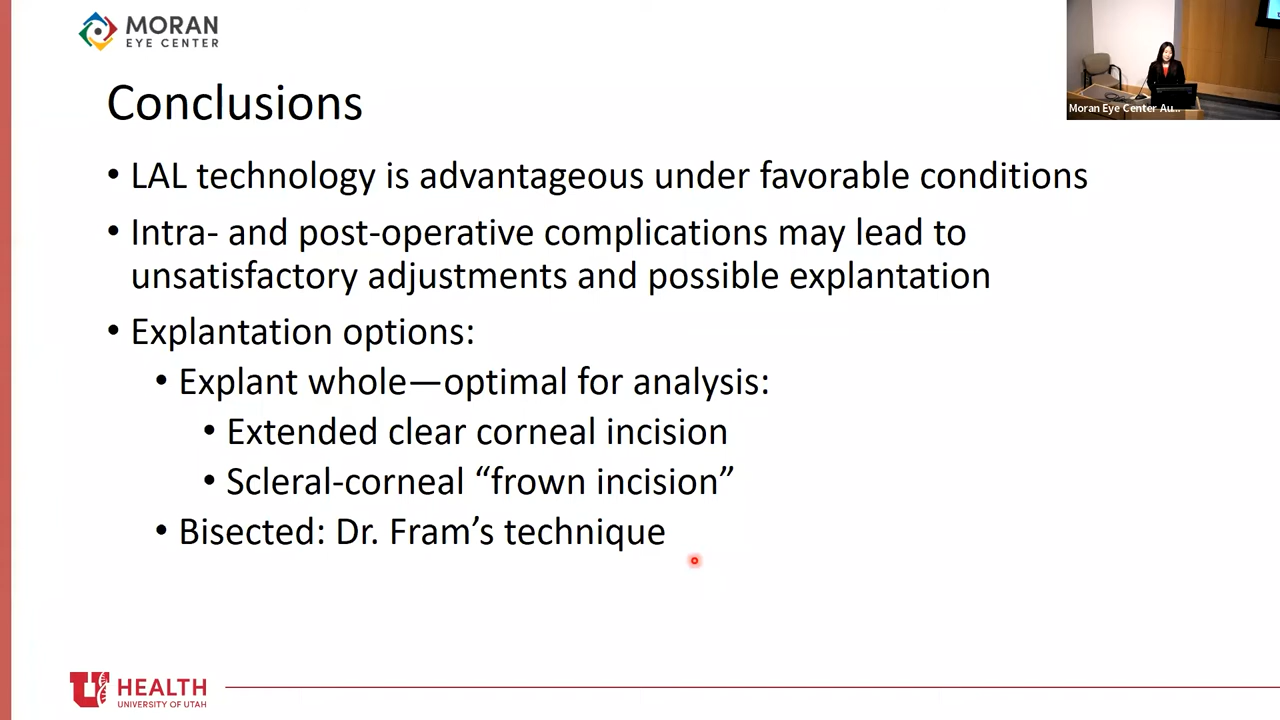 MORAN
EYE CENTER
Moran Eye Center Au...
Conclusions
• LAL technology is advantageous under favorable conditions
• Intra- and post-operative complications may lead to
unsatisfactory adjustments and possible explantation
• Explantation options:
• Explant whole—optimal for analysis:
• Extended clear corneal incision
• Scleral-corneal “frown incision”
• Bisected: Dr. Fram’s technique
U HEALTH
UNIVERSITY OF UTAH